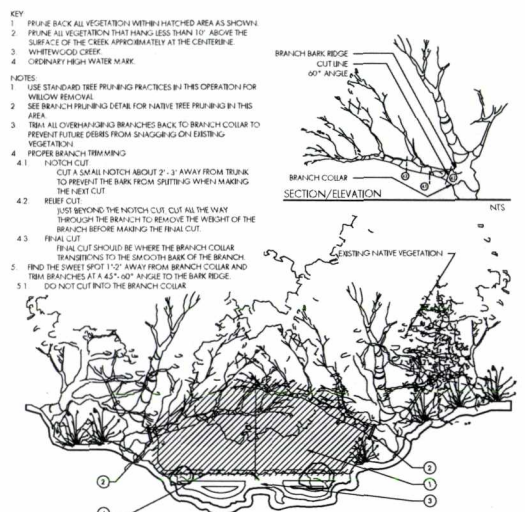 KEY
1 PRUNE BACK ALL VEGETATION WITHIN HATCHED AREA AS SHOWN.
2. PRUNE ALL VEGETATION THAT HANG LESS THAN 10' ABOVE THE
SURFACE OF THE CREEK APPROXIMATELY AT THE CENTERLINE.
3. WHITEWOOD CREEK.
4 ORDINARY HIGH WATER MARK.
NOTES:
1 USE STANDARD TREE PRUNING PRACTICES IN THIS OPERATION FOR
WILLOW REMOVAL
2 SEE BRANCH PRUNING DETAIL FOR NATIVE TREE PRUNING IN THIS
AREA.
3 TRIM ALL OVERHANGING BRANCHES BACK TO BRANCH COLLAR TO
PREVENT FUTURE DEBRIS FROM SNAGGING ON EXISTING
VEGETATION.
4 PROPER BRANCH TRIMMING
4.1 NOTCH CUT
CUT A SMALL NOTCH ABOUT 2' - 3' AWAY FROM TRUNK
TO PREVENT THE BARK FROM SPLITTING WHEN MAKING
THE NEXT CUT
4.2. RELIEF CUT
JUST BEYOND THE NOTCH CUT, CUT ALL THE WAY
THROUGH THE BRANCH TO REMOVE THE WEIGHT OF THE
BRANCH BEFORE MAKING THE FINAL CUT.
4.3 FINAL CUT
FINAL CUT SHOULD BE WHERE THE BRANCH COLLAR
TRANSITIONS TO THE SMOOTH BARK OF THE BRANCH.
5. FIND THE SWEET SPOT 1"-2" AWAY FROM BRANCH COLLAR AND
TRIM BRANCHES AT A 45°- 60° ANGLE TO THE BARK RIDGE.
5.1 DO NOT CUT INTO THE BRANCH COLLAR
BRANCH BARK RIDGE
CUT LINE
60° ANGLE
BRANCH COLLAR
SECTION/ELEVATION
NTS
EXISTING NATIVE VEGETATION
2
2
1
3